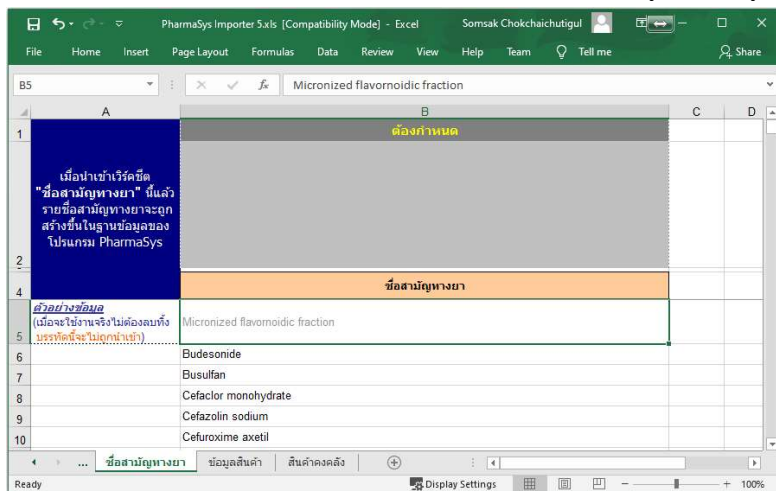 PharmaSys Importer 5.xls [Compatibility Mode] - Excel Somsak Chokchaichutigul
File Home Insert Page Layout Formulas Data Review View Help Team Tell me Share
B5 fx Micronized flavornoidic fraction
A B C D
1 ต้องกำหนด
เมื่อนำเข้าเวิร์คชีต
"ชื่อสามัญทางยา" นี้แล้ว
รายชื่อสามัญทางยาจะถูก
สร้างขึ้นในฐานข้อมูลของ
โปรแกรม PharmaSys
2
4 ชื่อสามัญทางยา
ตัวอย่างข้อมูล
(เมื่อจะใช้งานจริงไม่ต้องลบทิ้ง Micronized flavornoidic fraction
5 บรรทัดนี้จะไม่ถูกนำเข้า)
6 Budesonide
7 Busulfan
8 Cefaclor monohydrate
9 Cefazolin sodium
10 Cefuroxime axetil
... ชื่อสามัญทางยา ข้อมูลสินค้า สินค้าคงคลัง
Ready Display Settings 100%